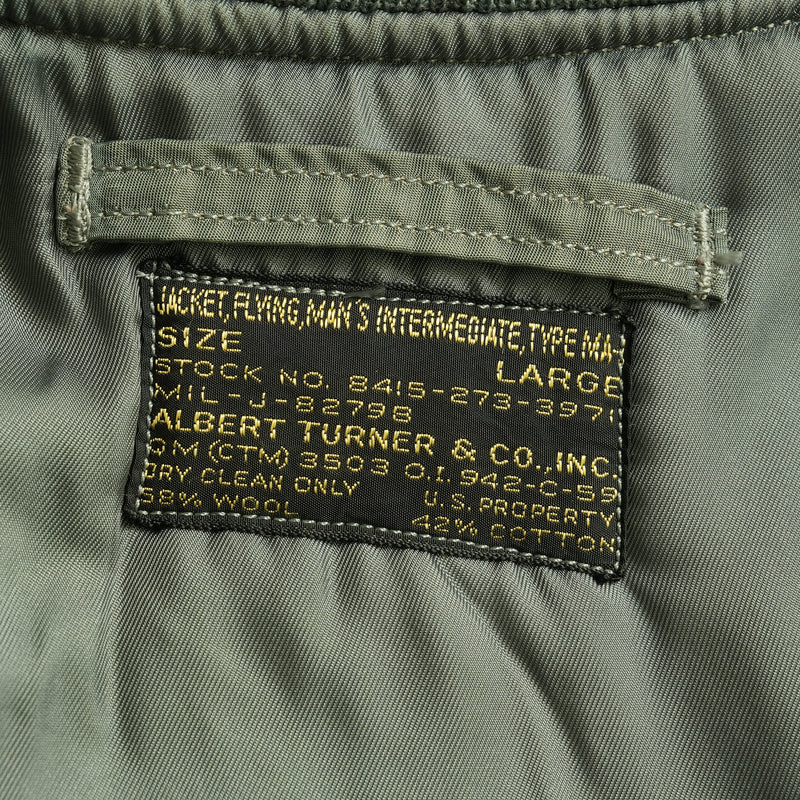 JACKET, FLYING, MAN'S INTERMEDIATE, TYPE MA-
SIZE LARGE
STOCK NO. 8415-273-3971
MIL-J-82798
ALBERT TURNER & CO., INC.
QM (CTM) 3503 O.I. 942-C-59
DRY CLEAN ONLY U.S. PROPERTY
58% WOOL 42% COTTON